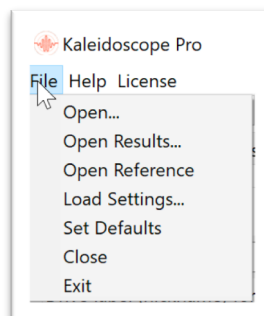 Kaleidoscope Pro
File Help License
Open...
Open Results...
Open Reference
Load Settings...
Set Defaults
Close
Exit